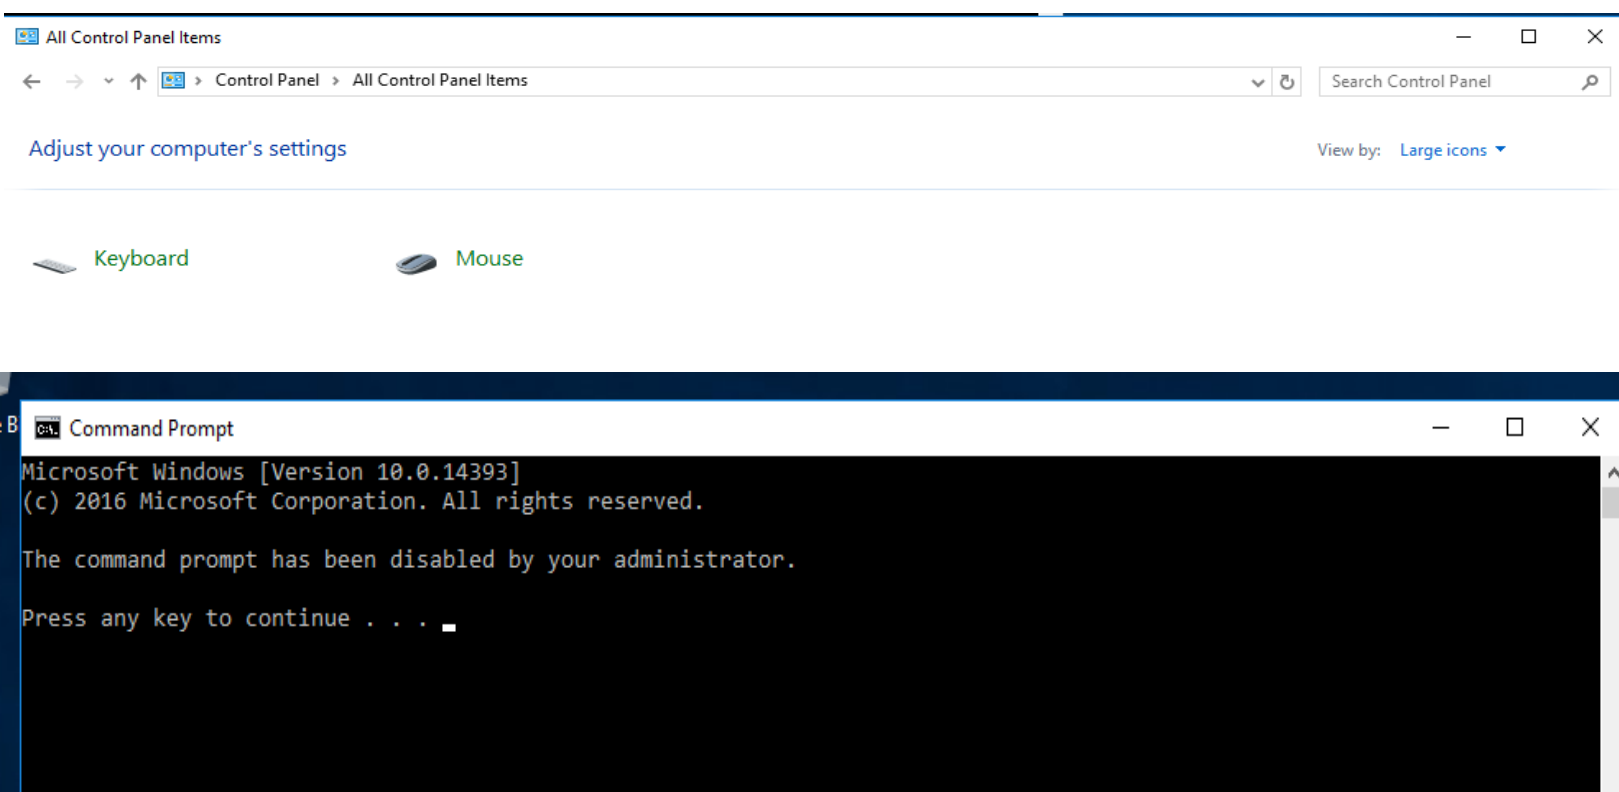 All Control Panel Items
Control Panel > All Control Panel Items
Search Control Panel
Adjust your computer's settings
View by: Large icons
Keyboard
Mouse
B
C:\.
Command Prompt
Microsoft Windows [Version 10.0.14393]
(c) 2016 Microsoft Corporation. All rights reserved.
The command prompt has been disabled by your administrator.
Press any key to continue . . .